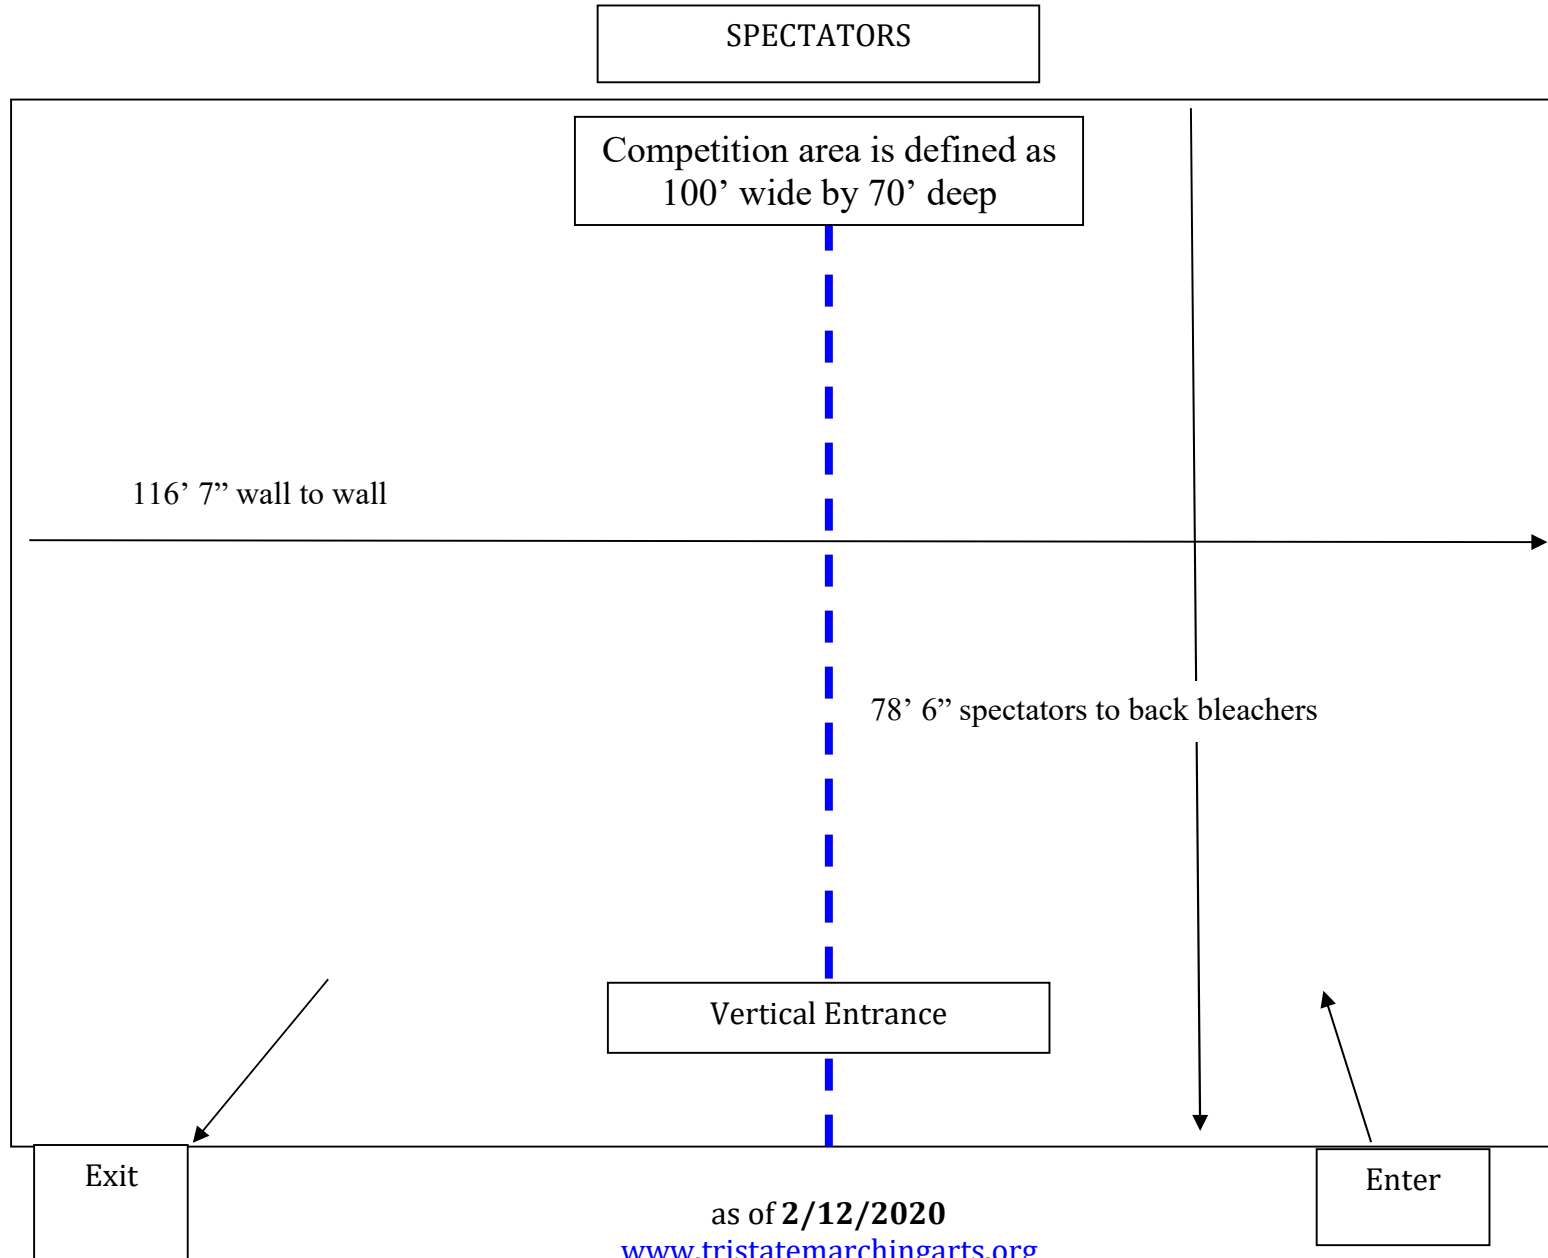 SPECTATORS
Competition area is defined as
100’ wide by 70’ deep
116’ 7” wall to wall
78’ 6” spectators to back bleachers
Vertical Entrance
Exit
Enter
as of 2/12/2020
www.tristatemarchingarts.org